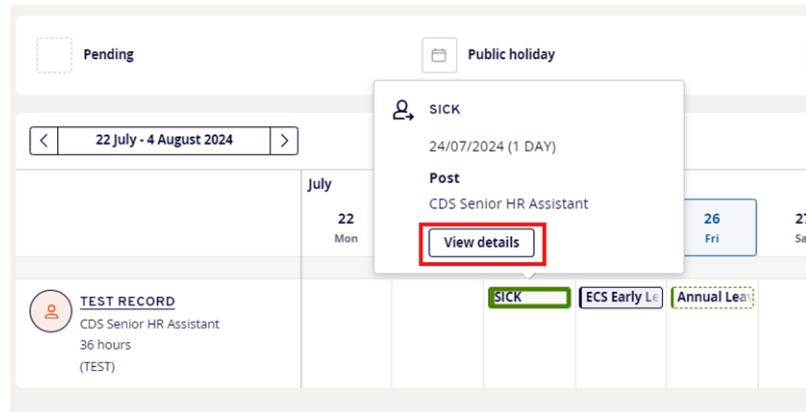 Pending
Public holiday
22 July - 4 August 2024
SICK
24/07/2024 (1 DAY)
Post
CDS Senior HR Assistant
View details
July
22
Mon
26
Fri
27
Sa
TEST RECORD
CDS Senior HR Assistant
36 hours
(TEST)
SICK
ECS Early Le
Annual Leav